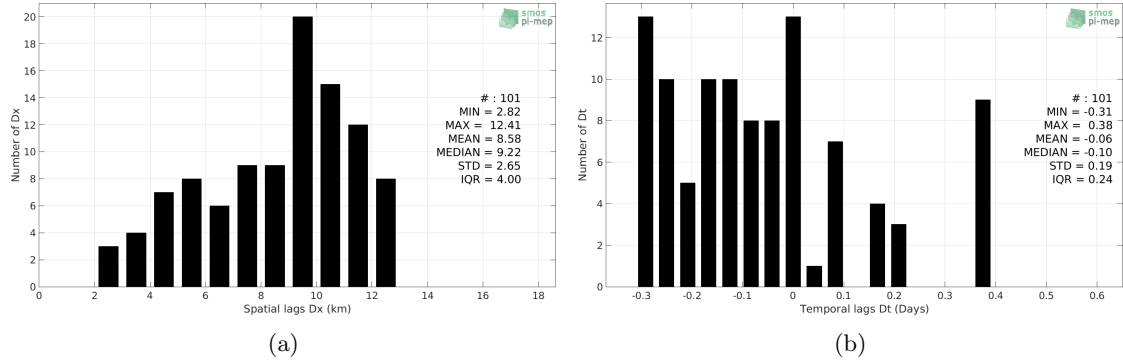 20
18
16
14
12
10
8
6
4
2
0
Number of Dx
0 2 4 6 8 10 12 14 16 18
Spatial lags Dx (km)
smos
pi-mep
# : 101
MIN = 2.82
MAX = 12.41
MEAN = 8.58
MEDIAN = 9.22
STD = 2.65
IQR = 4.00
(a)
12
10
8
6
4
2
0
Number of Dt
-0.3 -0.2 -0.1 0 0.1 0.2 0.3 0.4 0.5 0.6
Temporal lags Dt (Days)
smos
pi-mep
# : 101
MIN = -0.31
MAX = 0.38
MEAN = -0.06
MEDIAN = -0.10
STD = 0.19
IQR = 0.24
(b)